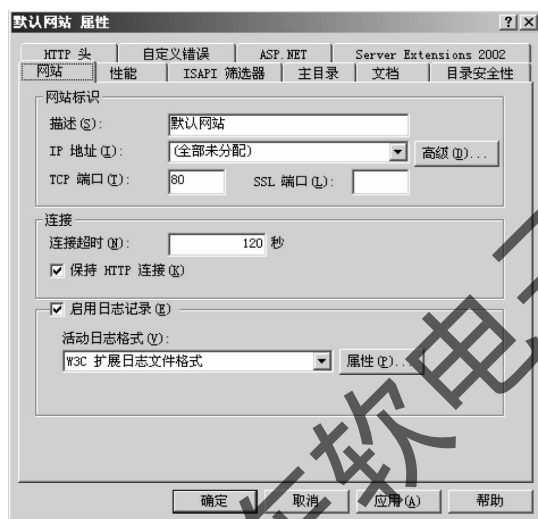 默认网站 属性
HTTP 头 自定义错误 ASP.NET Server Extensions 2002
网站 性能 ISAPI 筛选器 主目录 文档 目录安全性
网站标识
描述(S): 默认网站
IP 地址(I): (全部未分配) 高级(D)...
TCP 端口(T): 80 SSL 端口(L):
连接
连接超时(N): 120 秒
保持 HTTP 连接(K)
启用日志记录(E)
活动日志格式(V):
W3C 扩展日志文件格式 属性(P)...
确定 取消 应用(A) 帮助